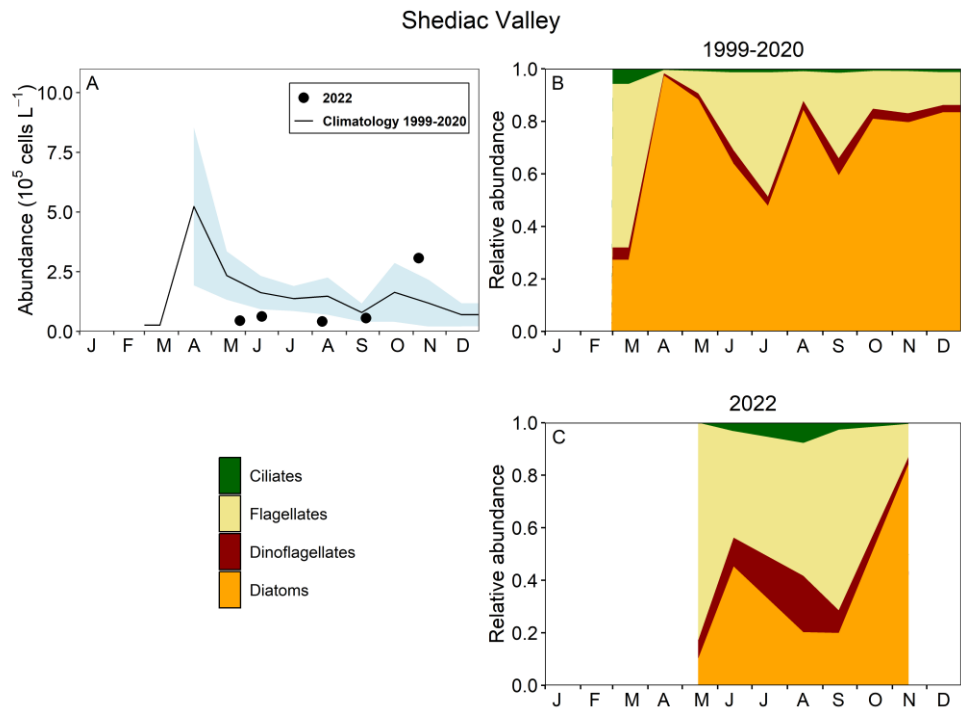 Shediac Valley
A
10.0
7.5
5.0
2.5
0.0
Abundance (10⁵ cells L⁻¹)
2022
Climatology 1999-2020
J F M A M J J A S O N D
1999-2020
B
1.0
0.8
0.6
0.4
0.2
0.0
Relative abundance
J F M A M J J A S O N D
Ciliates
Flagellates
Dinoflagellates
Diatoms
2022
C
1.0
0.8
0.6
0.4
0.2
0.0
Relative abundance
J F M A M J J A S O N D